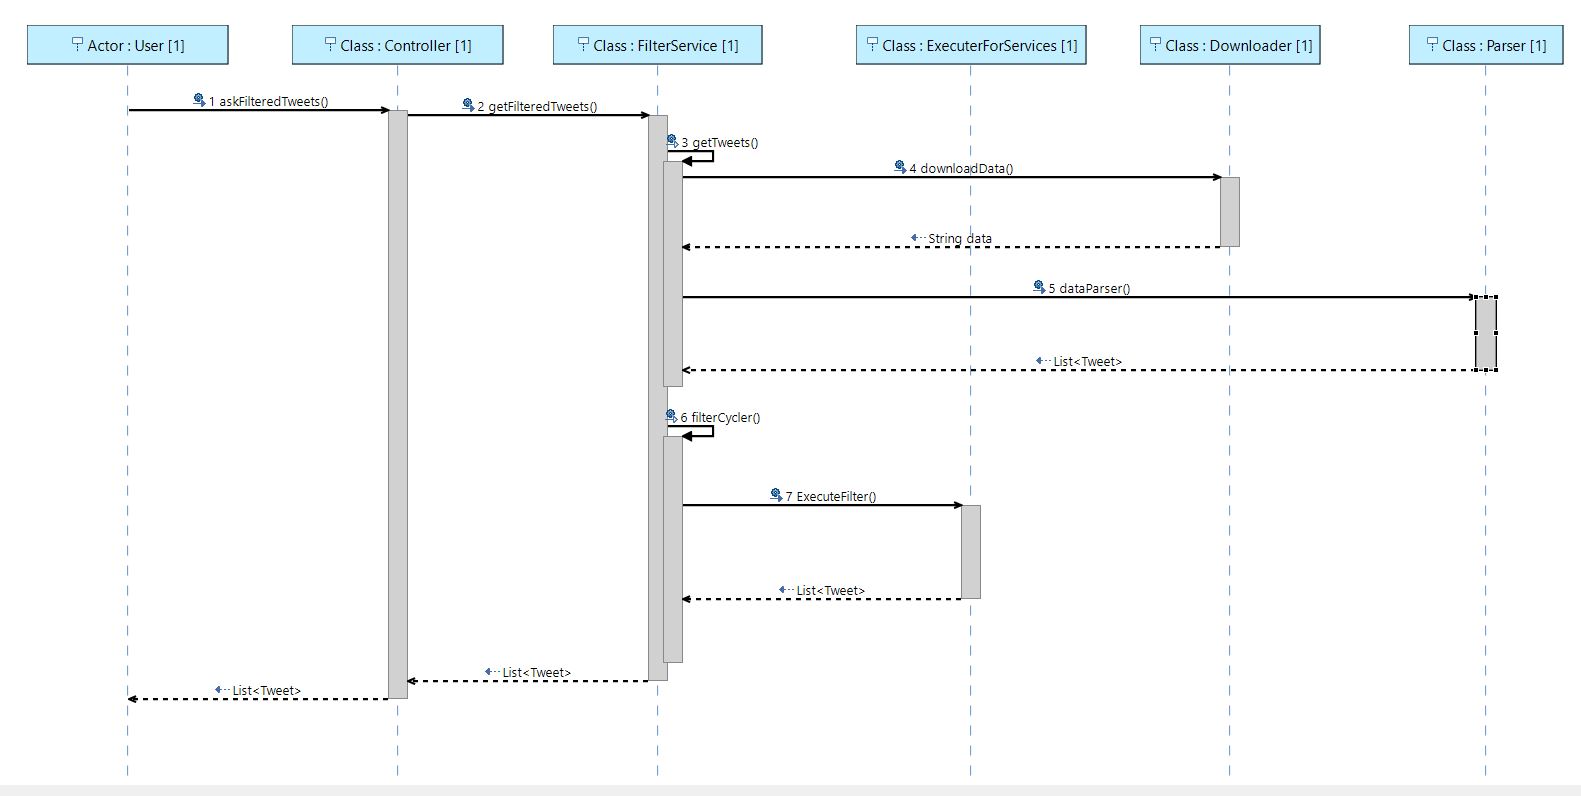 Actor : User [1]
Class : Controller [1]
Class : FilterService [1]
Class : ExecuterForServices [1]
Class : Downloader [1]
Class : Parser [1]
1 askFilteredTweets()
2 getFilteredTweets()
3 getTweets()
4 downloadData()
String data
5 dataParser()
List<Tweet>
6 filterCycler()
7 ExecuteFilter()
List<Tweet>
List<Tweet>
List<Tweet>